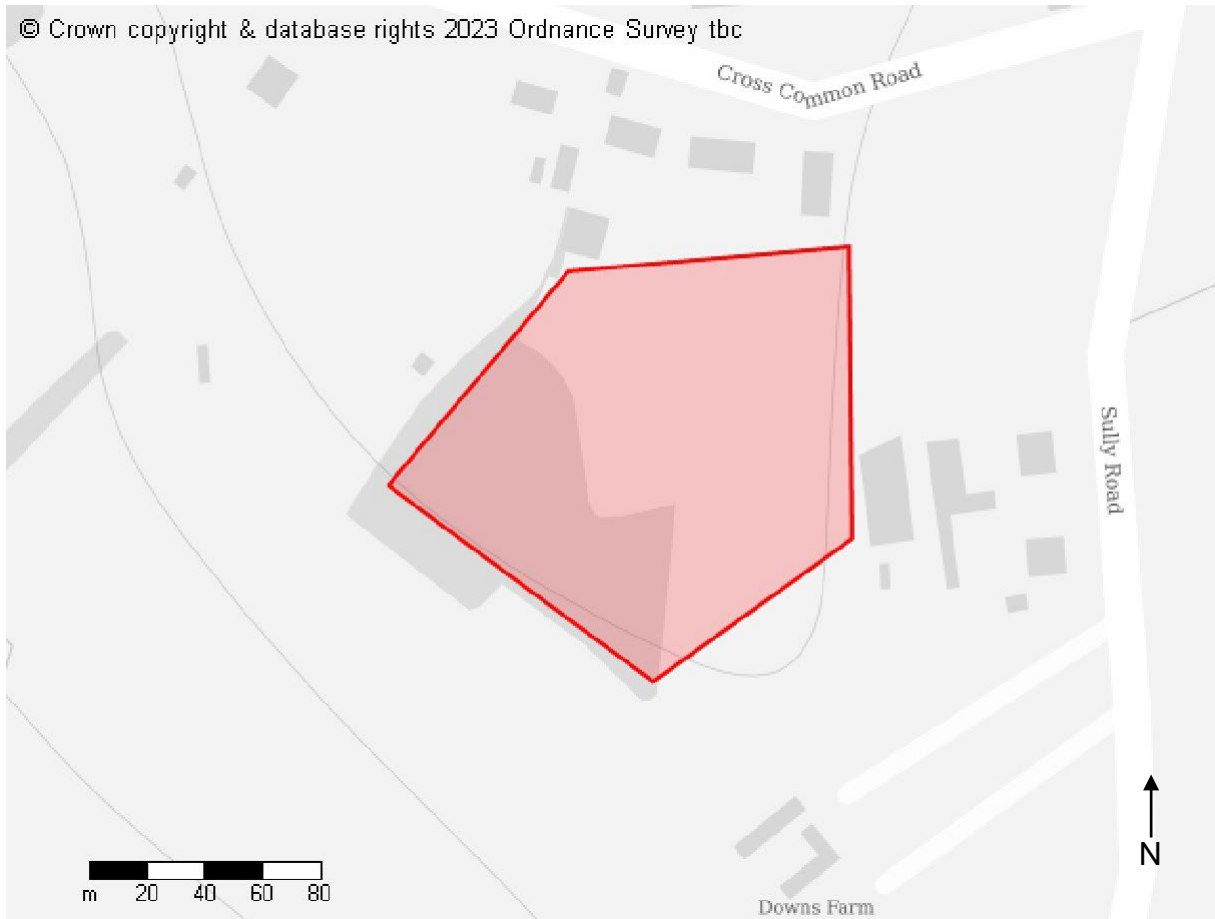 © Crown copyright & database rights 2023 Ordnance Survey tbc
Cross Common Road
Sully Road
N
m 20 40 60 80
Downs Farm